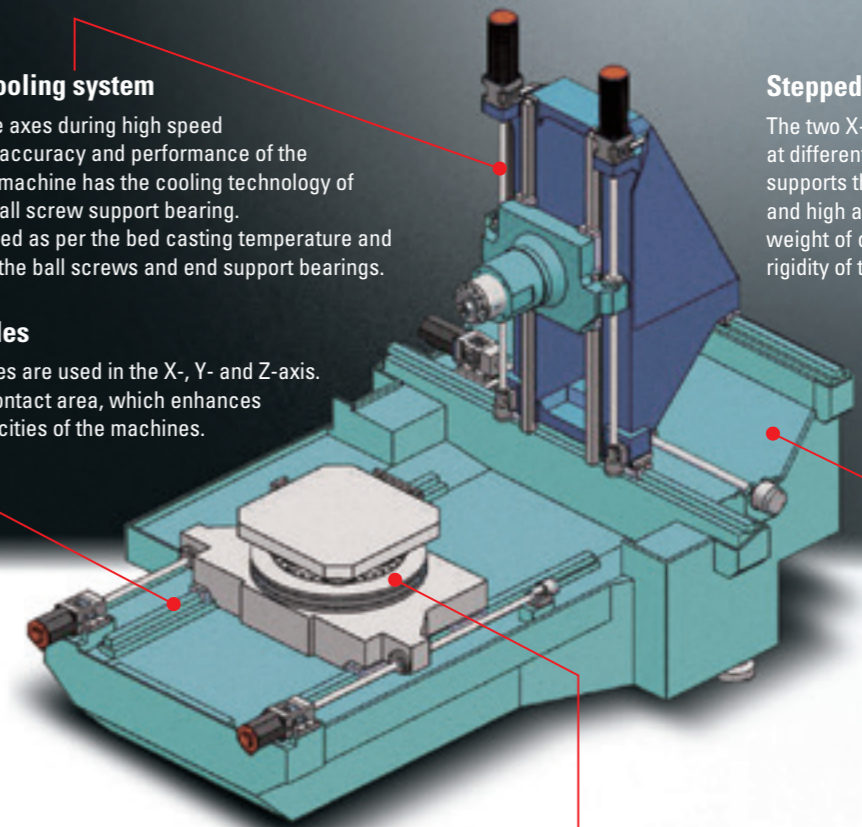 ooling system
e axes during high speed
accuracy and performance of the
machine has the cooling technology of
all screw support bearing.
ed as per the bed casting temperature and
the ball screws and end support bearings.
les
es are used in the X-, Y- and Z-axis.
ontact area, which enhances
cities of the machines.
Stepped
The two X-
at different
supports th
and high a
weight of c
rigidity of t